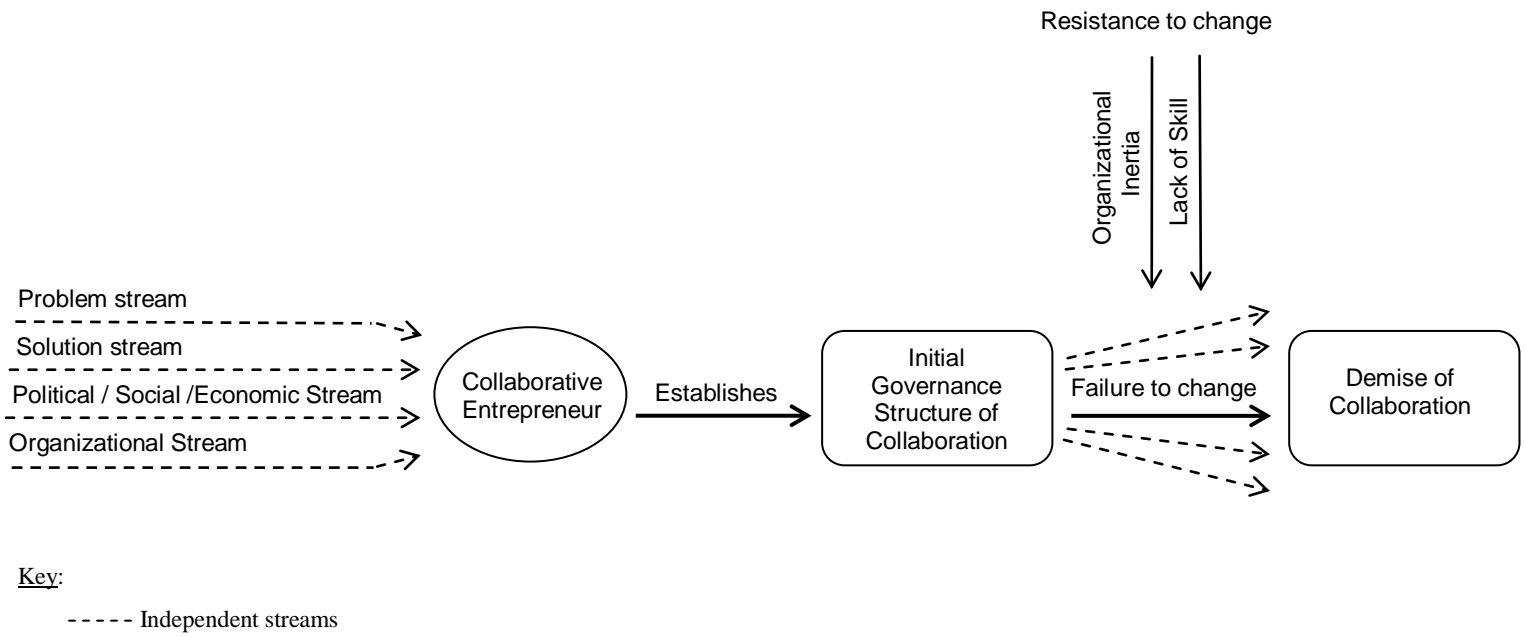 Resistance to change
Organizational
Inertia
Lack of Skill
Problem stream
Solution stream
Political / Social /Economic Stream
Organizational Stream
Collaborative
Entrepreneur
Establishes
Initial
Governance
Structure of
Collaboration
Failure to change
Demise of
Collaboration
Key:
Independent streams